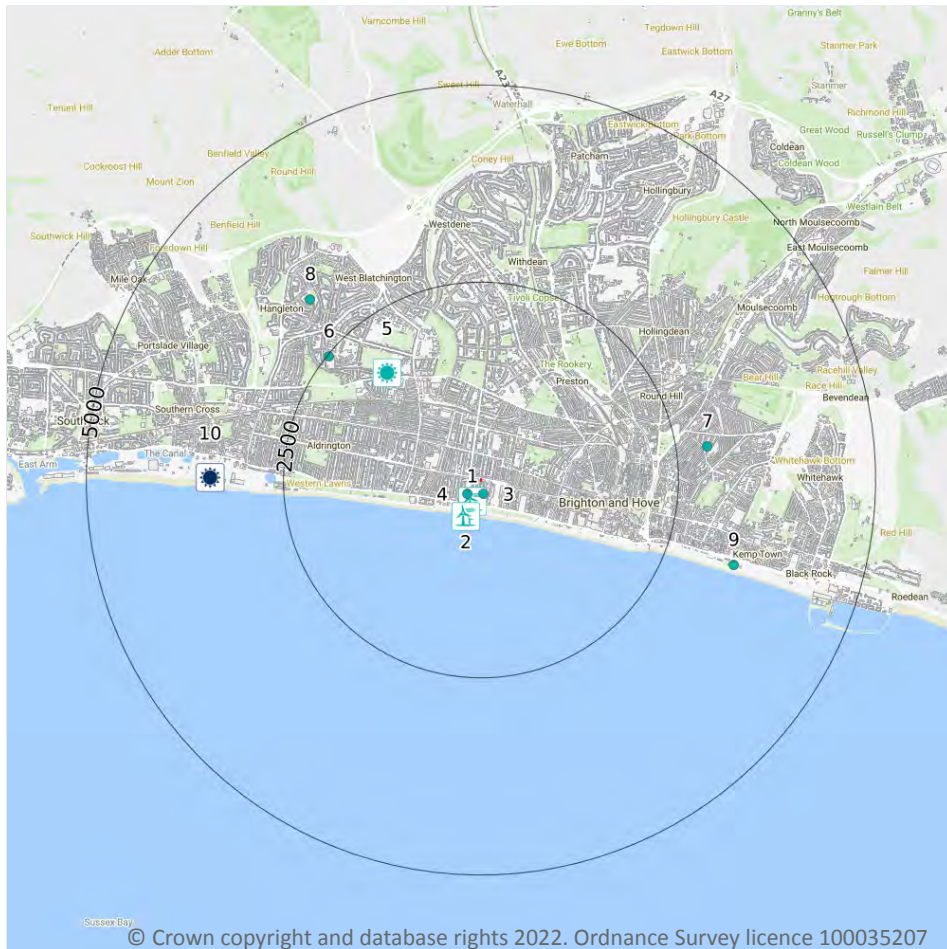 Granny's Belt
Varncombe Hill
Tegdown Hill
Ewe Bottom
Eastwick Bottom
Stanmer Park
Adder Bottom
A23
Sweet Hill
Stanmer
A27
Tenant Hill
Waterhall
Richmond Hill
Eastwick Bottom
Park Bottom
Great Wood
Russell's Clump
Benfield Valley
Coney Hill
Patcham
Coldean
Cockroost Hill
Round Hill
Coldean Wood
Mount Zion
Hollingbury
Westlain Belt
Benfield Hill
Westdene
Hollingbury Castle
North Moulsecoomb
Southwick Hill
Foredown Hill
East Moulsecoomb
Withdean
8
West Blatchington
Falmer Hill
Mile Oak
Tivoli Copse
Hogtrough Bottom
Hangleton
Moulsecoomb
6
5
Hollingdean
Portslade Village
The Rookery
Racehill Valley
Bear Hill
Preston
Race Hill
Round Hill
Bevendean
5000
Southern Cross
7
Southwick
10
2500
Aldrington
The Canal
Whitehawk Bottom
East Arm
1
Whitehawk
Western Lawns
4
3
Brighton and Hove
Red Hill
2
9
Kemp Town
Black Rock
Roedean
Sussex Bay
© Crown copyright and database rights 2022. Ordnance Survey licence 100035207